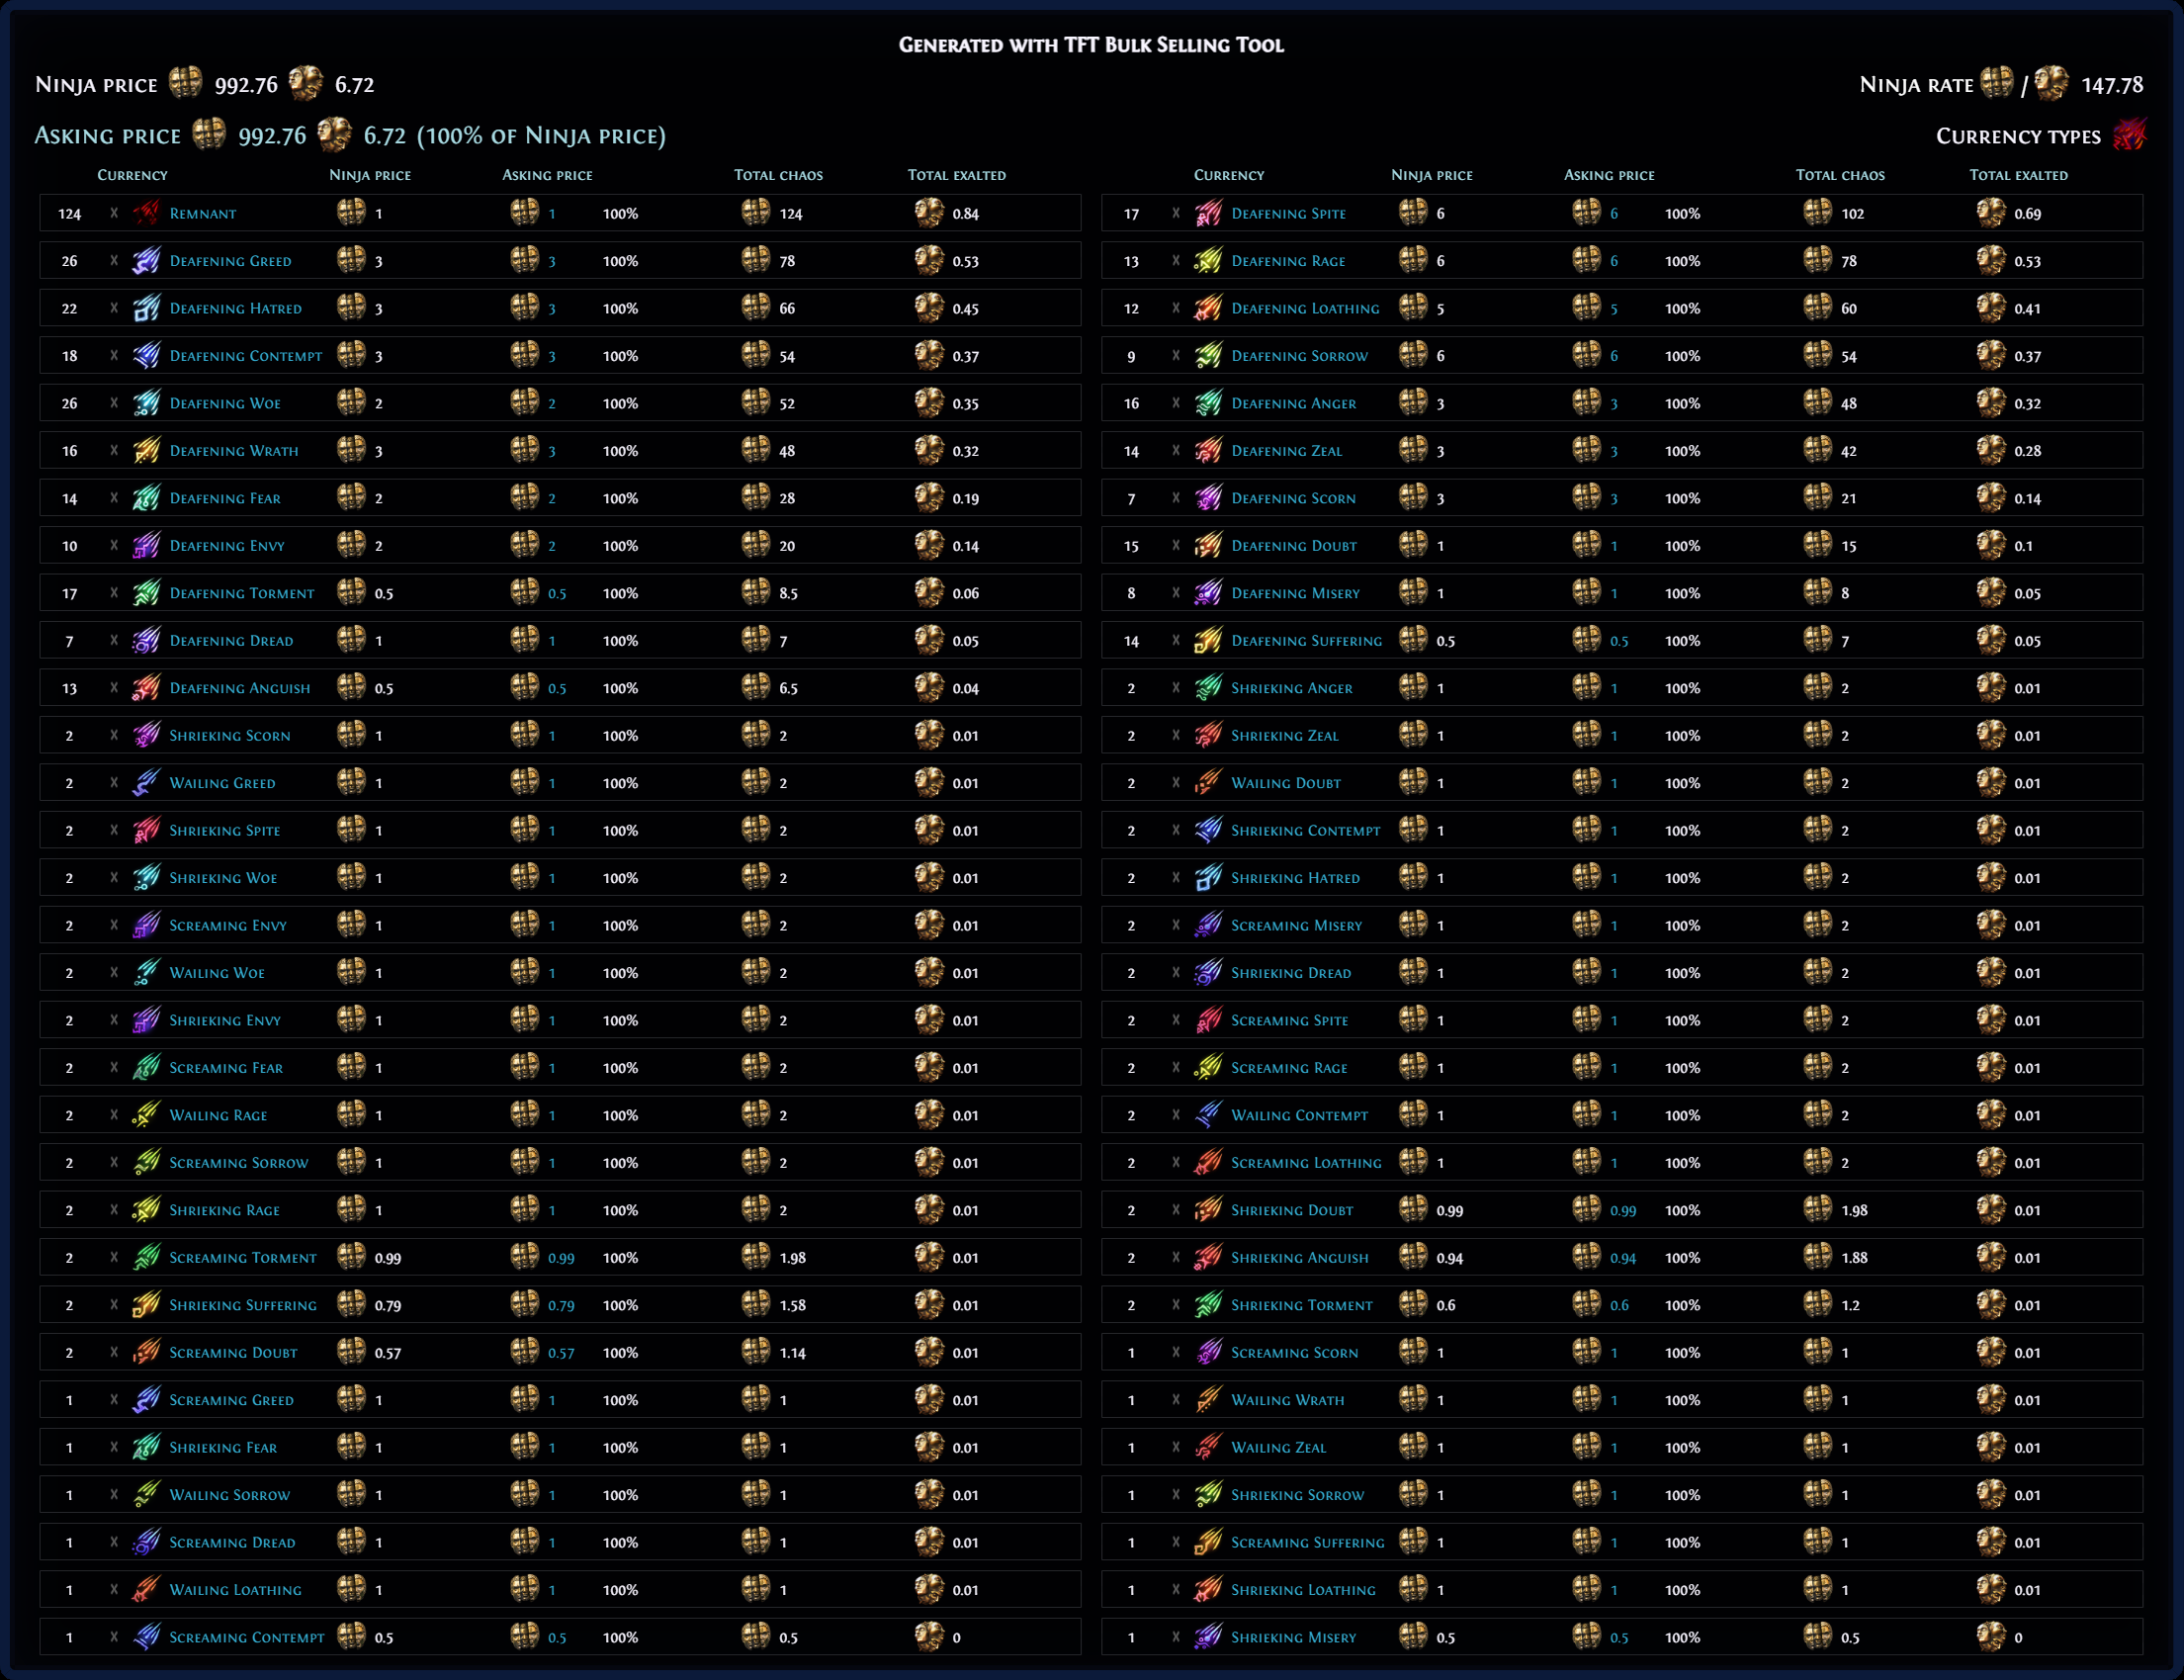 Generated with TFT Bulk Selling Tool
Ninja price 992.76 6.72
Ninja rate / 147.78
Asking price 992.76 6.72 (100% of Ninja price)
Currency types
Currency Ninja price Asking price Total chaos Total exalted Currency Ninja price Asking price Total chaos Total exalted
124 x Remnant 1 1 100% 124 0.84 17 x Deafening Spite 6 6 100% 102 0.69
26 x Deafening Greed 3 3 100% 78 0.53 13 x Deafening Rage 6 6 100% 78 0.53
22 x Deafening Hatred 3 3 100% 66 0.45 12 x Deafening Loathing 5 5 100% 60 0.41
18 x Deafening Contempt 3 3 100% 54 0.37 9 x Deafening Sorrow 6 6 100% 54 0.37
26 x Deafening Woe 2 2 100% 52 0.35 16 x Deafening Anger 3 3 100% 48 0.32
16 x Deafening Wrath 3 3 100% 48 0.32 14 x Deafening Zeal 3 3 100% 42 0.28
14 x Deafening Fear 2 2 100% 28 0.19 7 x Deafening Scorn 3 3 100% 21 0.14
10 x Deafening Envy 2 2 100% 20 0.14 15 x Deafening Doubt 1 1 100% 15 0.1
17 x Deafening Torment 0.5 0.5 100% 8.5 0.06 8 x Deafening Misery 1 1 100% 8 0.05
7 x Deafening Dread 1 1 100% 7 0.05 14 x Deafening Suffering 0.5 0.5 100% 7 0.05
13 x Deafening Anguish 0.5 0.5 100% 6.5 0.04 2 x Shrieking Anger 1 1 100% 2 0.01
2 x Shrieking Scorn 1 1 100% 2 0.01 2 x Shrieking Zeal 1 1 100% 2 0.01
2 x Wailing Greed 1 1 100% 2 0.01 2 x Wailing Doubt 1 1 100% 2 0.01
2 x Shrieking Spite 1 1 100% 2 0.01 2 x Shrieking Contempt 1 1 100% 2 0.01
2 x Shrieking Woe 1 1 100% 2 0.01 2 x Shrieking Hatred 1 1 100% 2 0.01
2 x Screaming Envy 1 1 100% 2 0.01 2 x Screaming Misery 1 1 100% 2 0.01
2 x Wailing Woe 1 1 100% 2 0.01 2 x Shrieking Dread 1 1 100% 2 0.01
2 x Shrieking Envy 1 1 100% 2 0.01 2 x Screaming Spite 1 1 100% 2 0.01
2 x Screaming Fear 1 1 100% 2 0.01 2 x Screaming Rage 1 1 100% 2 0.01
2 x Wailing Rage 1 1 100% 2 0.01 2 x Wailing Contempt 1 1 100% 2 0.01
2 x Screaming Sorrow 1 1 100% 2 0.01 2 x Screaming Loathing 1 1 100% 2 0.01
2 x Shrieking Rage 1 1 100% 2 0.01 2 x Shrieking Doubt 0.99 0.99 100% 1.98 0.01
2 x Screaming Torment 0.99 0.99 100% 1.98 0.01 2 x Shrieking Anguish 0.94 0.94 100% 1.88 0.01
2 x Shrieking Suffering 0.79 0.79 100% 1.58 0.01 2 x Shrieking Torment 0.6 0.6 100% 1.2 0.01
2 x Screaming Doubt 0.57 0.57 100% 1.14 0.01 1 x Screaming Scorn 1 1 100% 1 0.01
1 x Screaming Greed 1 1 100% 1 0.01 1 x Wailing Wrath 1 1 100% 1 0.01
1 x Shrieking Fear 1 1 100% 1 0.01 1 x Wailing Zeal 1 1 100% 1 0.01
1 x Wailing Sorrow 1 1 100% 1 0.01 1 x Shrieking Sorrow 1 1 100% 1 0.01
1 x Screaming Dread 1 1 100% 1 0.01 1 x Screaming Suffering 1 1 100% 1 0.01
1 x Wailing Loathing 1 1 100% 1 0.01 1 x Shrieking Loathing 1 1 100% 1 0.01
1 x Screaming Contempt 0.5 0.5 100% 0.5 0 1 x Shrieking Misery 0.5 0.5 100% 0.5 0